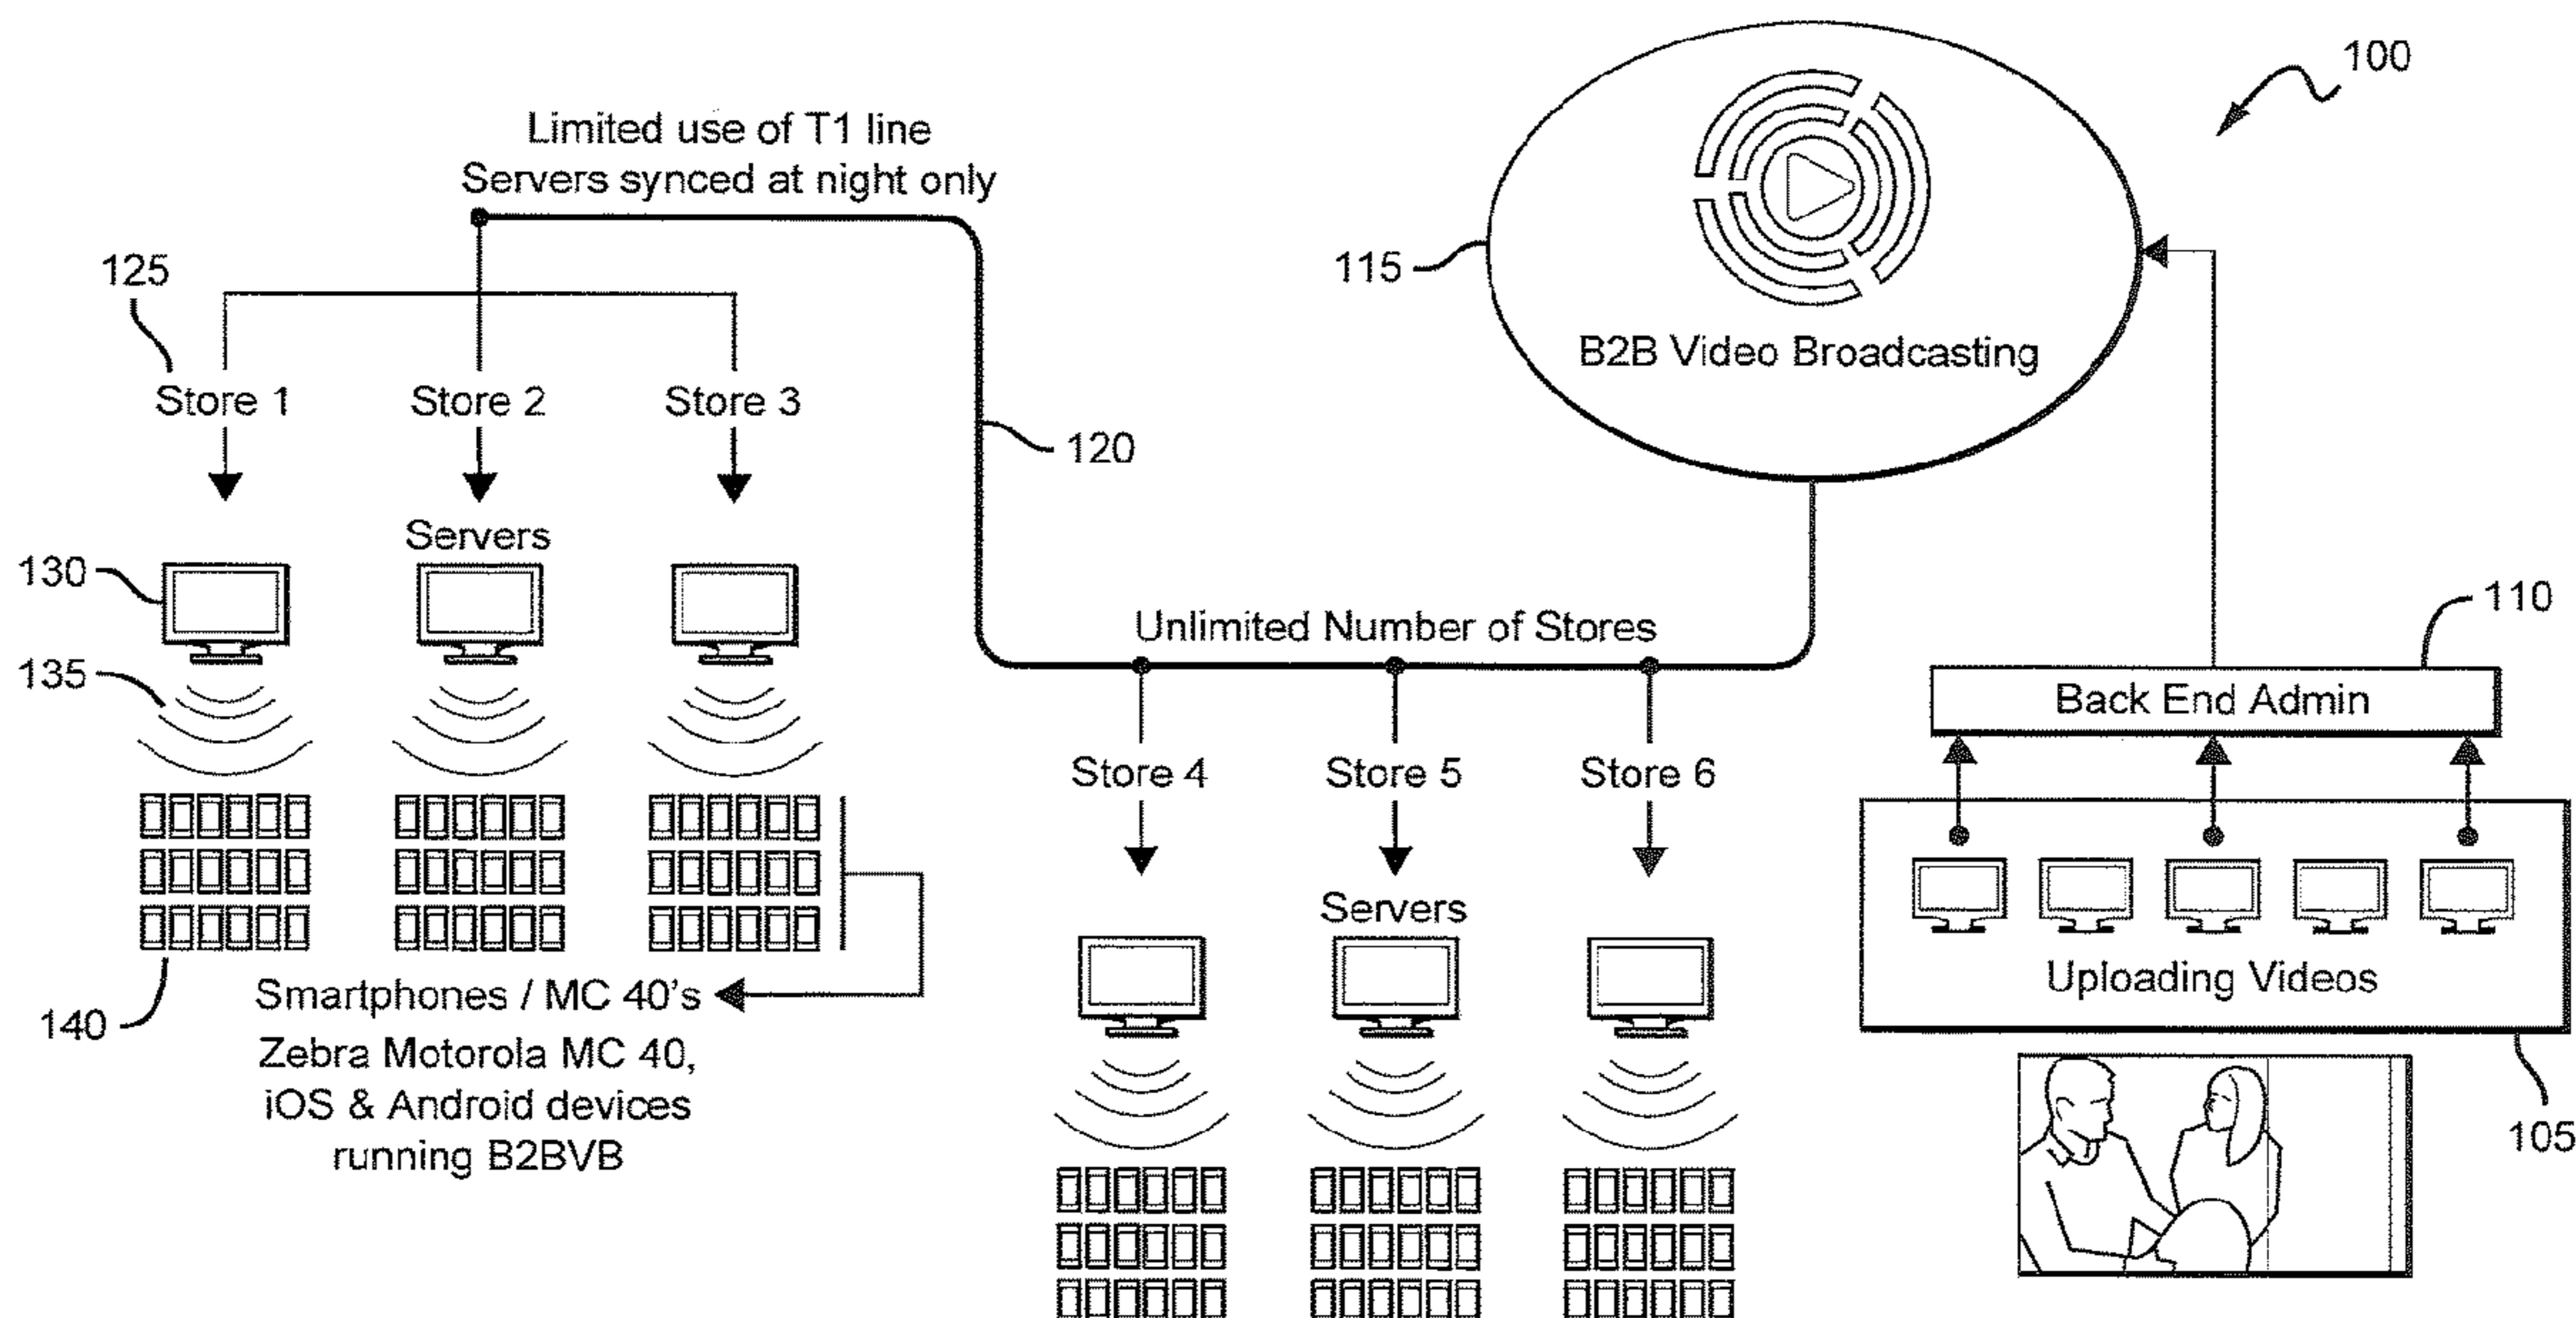 100
Limited use of T1 line
Servers synced at night only
115
B2B Video Broadcasting
125
Store 1
Store 2
Store 3
120
Servers
130
135
Unlimited Number of Stores
110
Back End Admin
Store 4
Store 5
Store 6
Servers
Uploading Videos
105
140
Smartphones / MC 40's
Zebra Motorola MC 40,
iOS & Android devices
running B2BVB